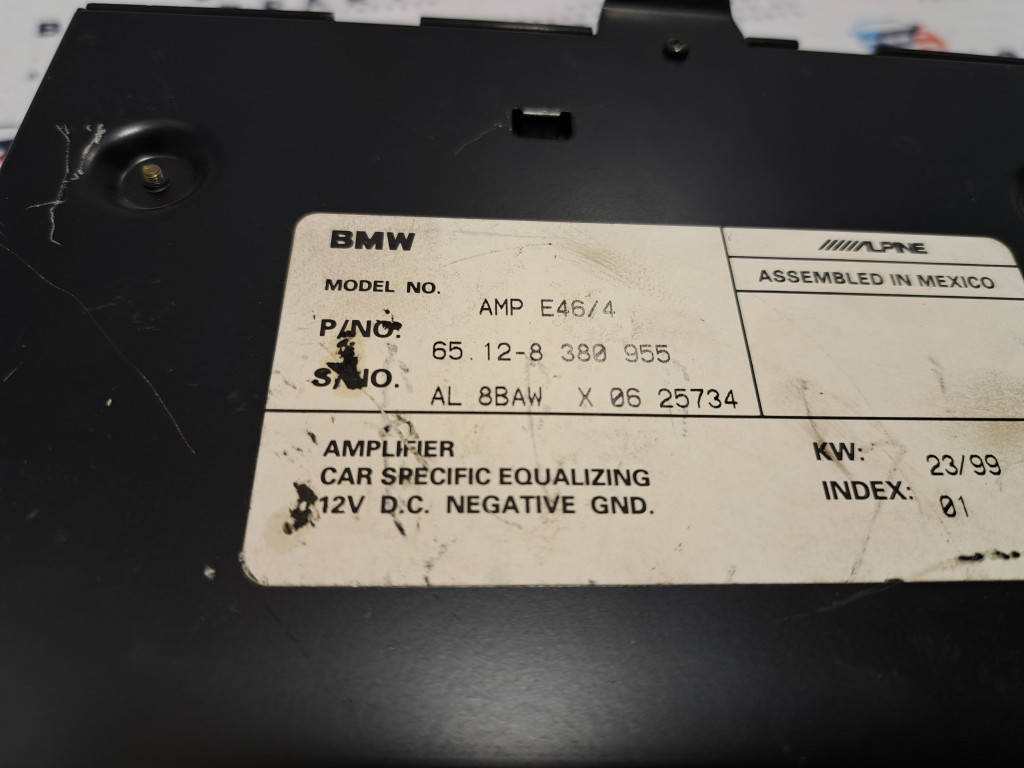 BMW
MODEL NO. AMP E46/4
P/NO. 65.12-8 380 955
S/NO. AL 8BAW X 06 25734
ALPINE
ASSEMBLED IN MEXICO
AMPLIFIER
CAR SPECIFIC EQUALIZING
12V D.C. NEGATIVE GND.
KW: 23/99
INDEX: 01